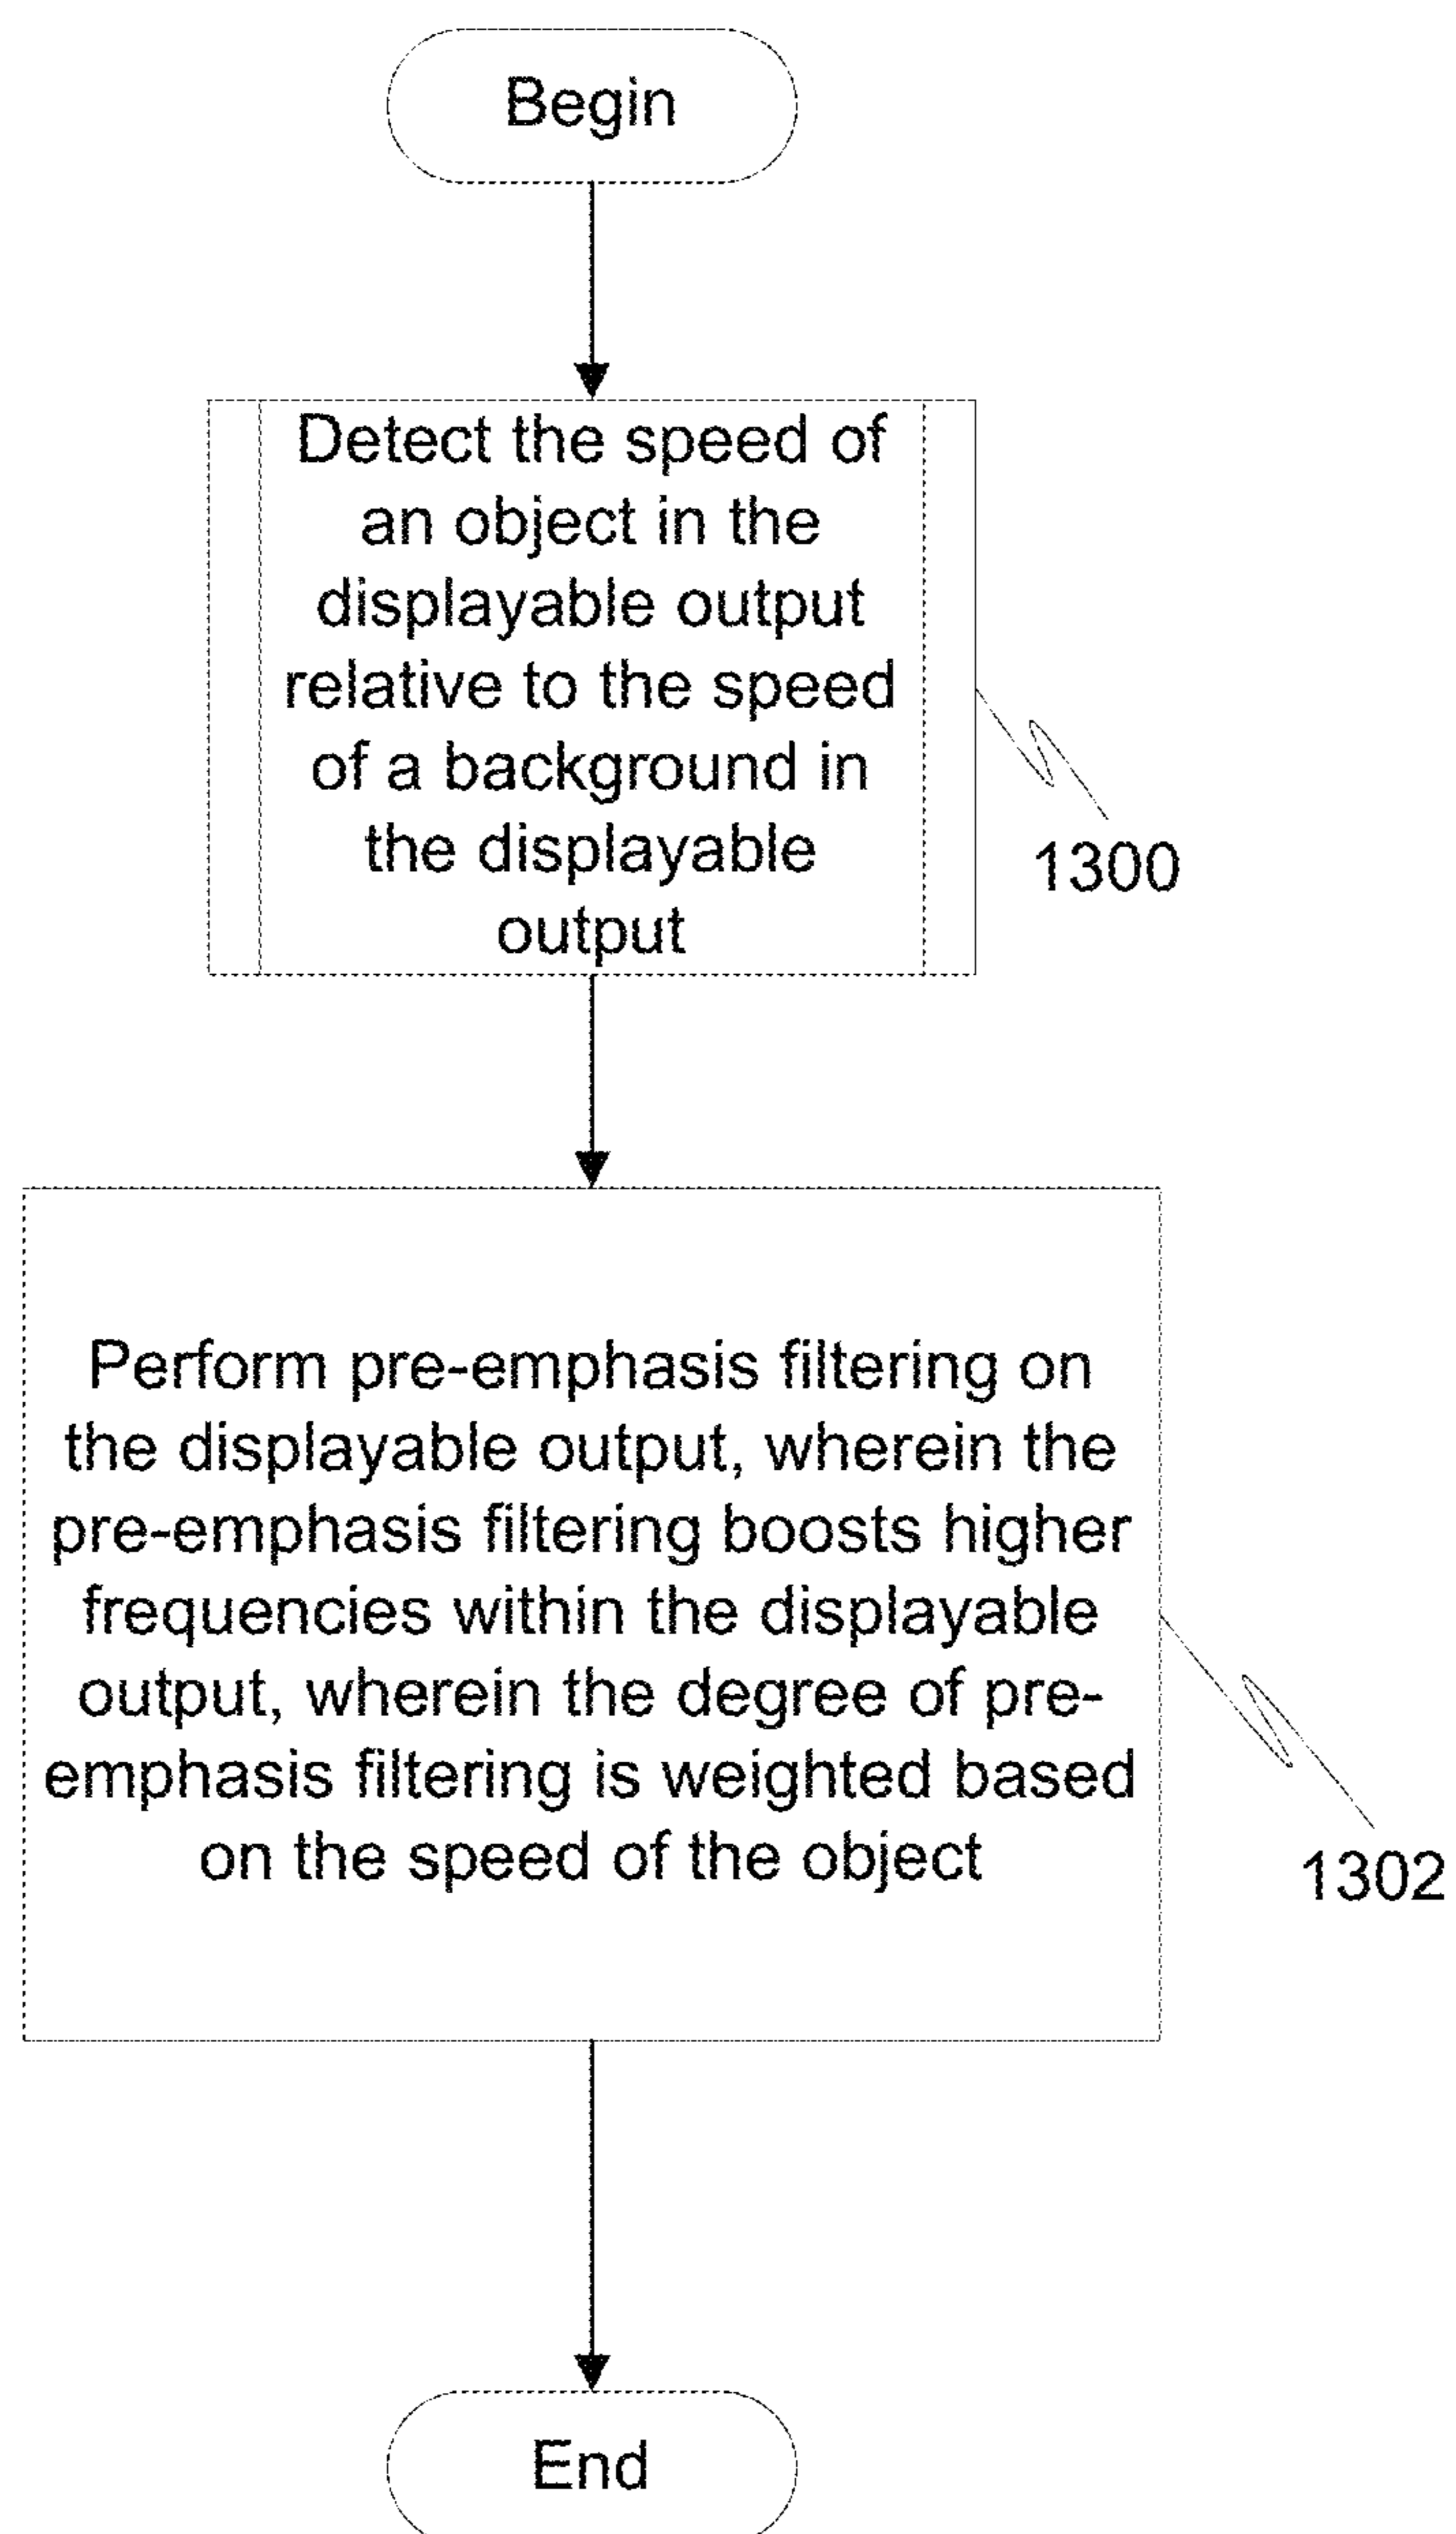 Begin
Detect the speed of
an object in the
displayable output
relative to the speed
of a background in
the displayable
output
1300
Perform pre-emphasis filtering on
the displayable output, wherein the
pre-emphasis filtering boosts higher
frequencies within the displayable
output, wherein the degree of pre-
emphasis filtering is weighted based
on the speed of the object
1302
End